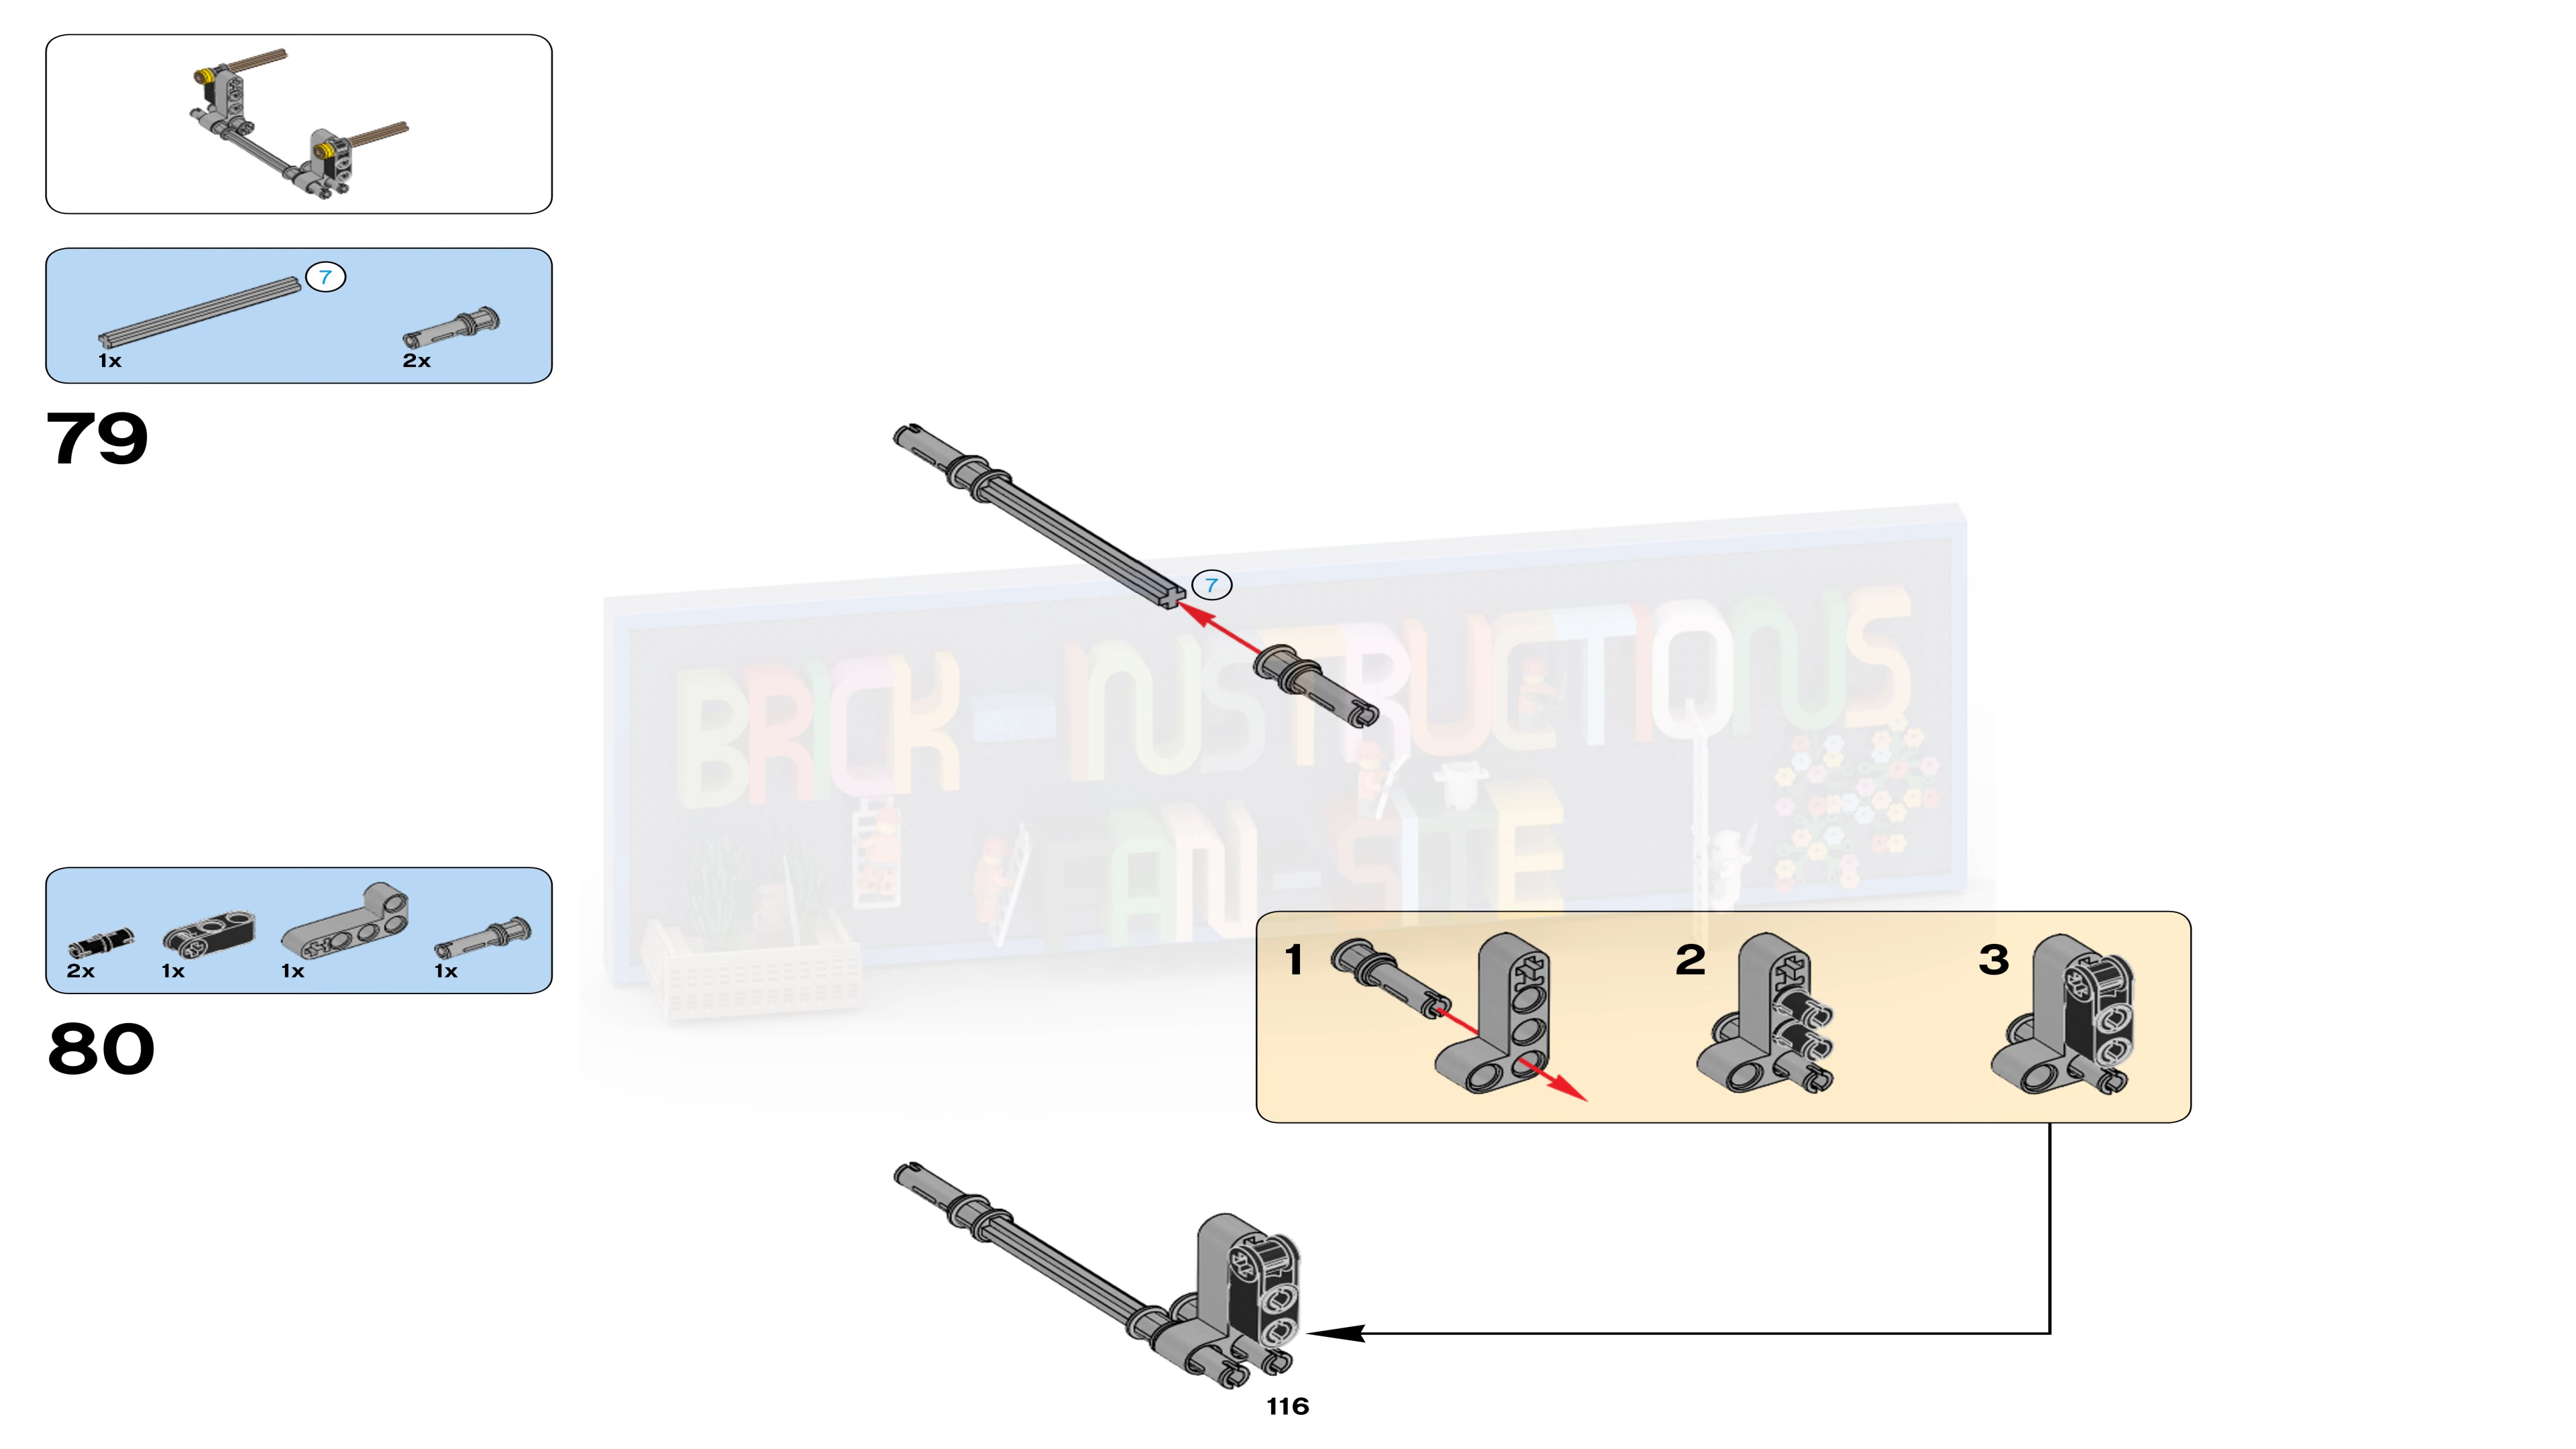 7
1x
2x
79
7
BRICK-INSTRUCTIONS
FAN-SITE
2x
1x
1x
1x
80
1
2
3
116